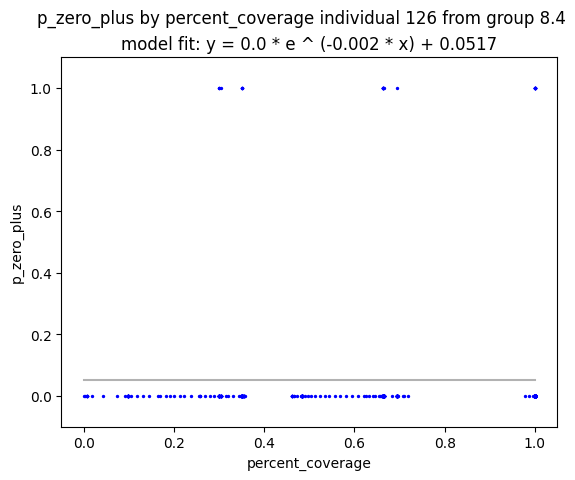 p_zero_plus by percent_coverage individual 126 from group 8.4
model fit: y = 0.0 * e ^ (-0.002 * x) + 0.0517
1.0
0.8
0.6
0.4
0.2
0.0
p_zero_plus
0.0 0.2 0.4 0.6 0.8 1.0
percent_coverage